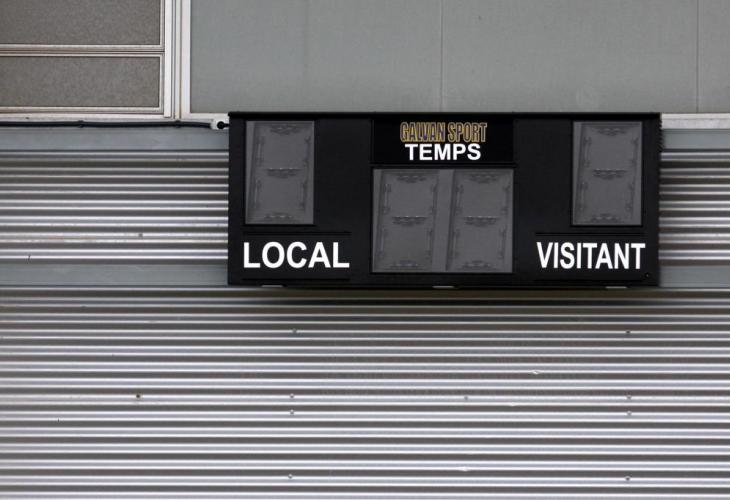 GALVAN SPORT
TEMPS
LOCAL
VISITANT